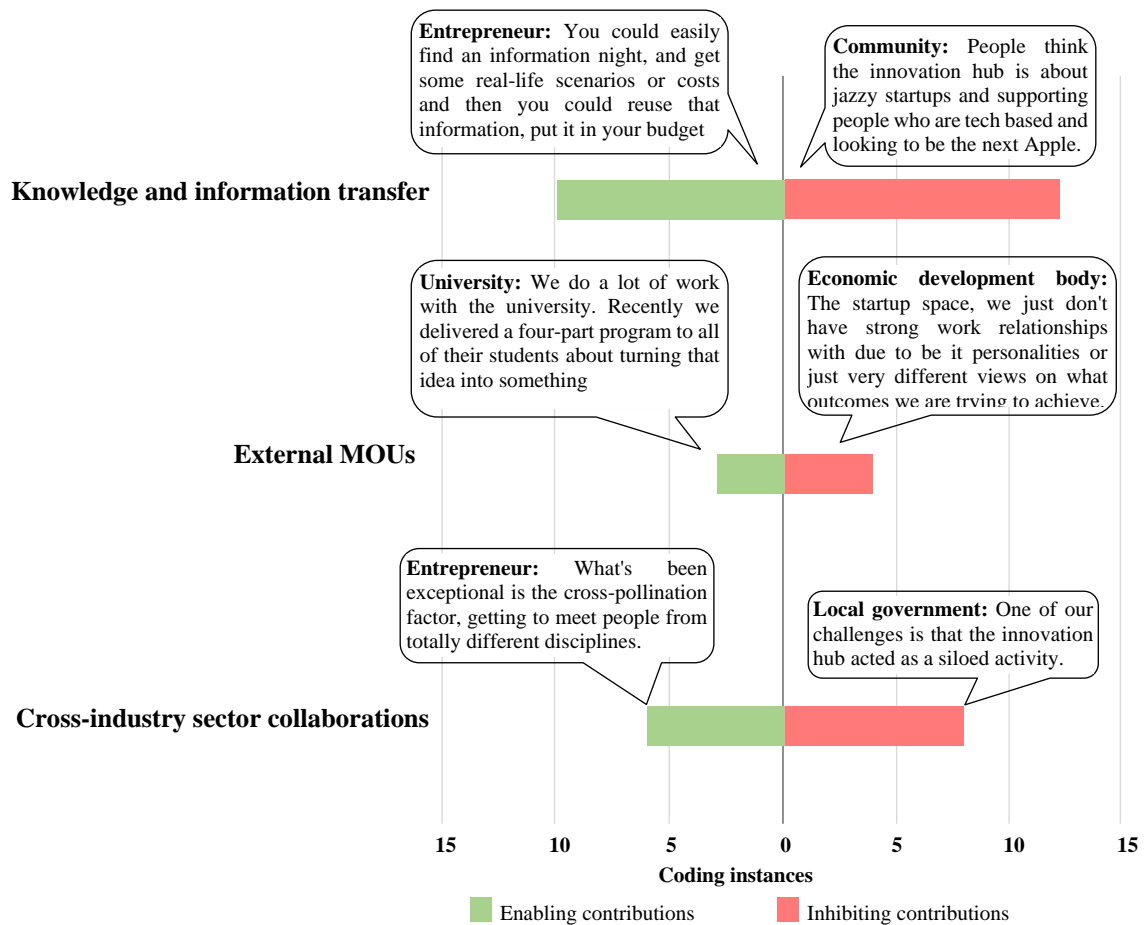 Entrepreneur: You could easily
find an information night, and get
some real-life scenarios or costs
and then you could reuse that
information, put it in your budget
Community: People think
the innovation hub is about
jazzy startups and supporting
people who are tech based and
looking to be the next Apple.
Knowledge and information transfer
University: We do a lot of work
with the university. Recently we
delivered a four-part program to all
of their students about turning that
idea into something
Economic development body:
The startup space, we just don't
have strong work relationships
with due to be it personalities or
just very different views on what
outcomes we are trying to achieve.
External MOUs
Entrepreneur: What's been
exceptional is the cross-pollination
factor, getting to meet people from
totally different disciplines.
Local government: One of our
challenges is that the innovation
hub acted as a siloed activity.
Cross-industry sector collaborations
15 10 5 0 5 10 15
Coding instances
Enabling contributions Inhibiting contributions